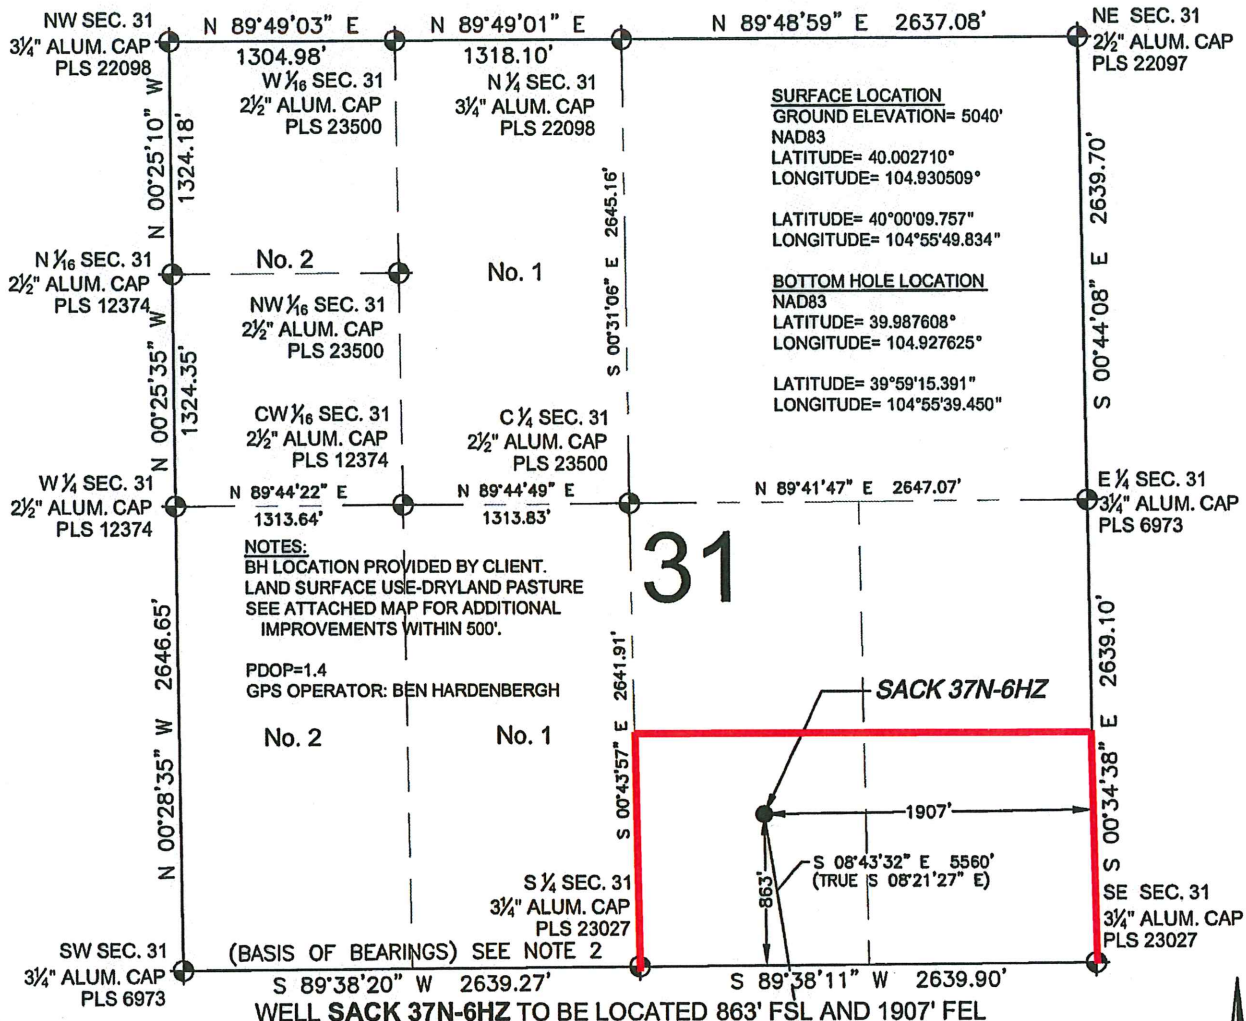 NW SEC. 31
3¼" ALUM. CAP
PLS 22098
N 89°49'03" E
1304.98'
N 89°49'01" E
1318.10'
N 89°48'59" E 2637.08'
NE SEC. 31
2½" ALUM. CAP
PLS 22097
W 1/16 SEC. 31
2½" ALUM. CAP
PLS 23500
N ¼ SEC. 31
3¼" ALUM. CAP
PLS 22098
SURFACE LOCATION
GROUND ELEVATION= 5040'
NAD83
LATITUDE= 40.002710°
LONGITUDE= 104.930509°
LATITUDE= 40°00'09.757"
LONGITUDE= 104°55'49.834"
BOTTOM HOLE LOCATION
NAD83
LATITUDE= 39.987608°
LONGITUDE= 104.927625°
LATITUDE= 39°59'15.391"
LONGITUDE= 104°55'39.450"
N 00°25'10" W
1324.18'
S 00°31'06" E 2645.16'
S 00°44'08" E 2639.70'
N 1/16 SEC. 31
2½" ALUM. CAP
PLS 12374
No. 2
No. 1
NW 1/16 SEC. 31
2½" ALUM. CAP
PLS 23500
N 00°25'35" W
1324.35'
CW 1/16 SEC. 31
2½" ALUM. CAP
PLS 12374
C ¼ SEC. 31
2½" ALUM. CAP
PLS 23500
W ¼ SEC. 31
2½" ALUM. CAP
PLS 12374
N 89°44'22" E
1313.64'
N 89°44'49" E
1313.83'
N 89°41'47" E 2647.07'
E ¼ SEC. 31
3¼" ALUM. CAP
PLS 6973
31
NOTES:
BH LOCATION PROVIDED BY CLIENT.
LAND SURFACE USE-DRYLAND PASTURE
SEE ATTACHED MAP FOR ADDITIONAL
IMPROVEMENTS WITHIN 500'.
PDOP=1.4
GPS OPERATOR: BEN HARDENBERGH
N 00°28'35" W 2646.65'
S 00°43'57" E 2641.91'
S 00°34'38" E 2639.10'
SACK 37N-6HZ
No. 2
No. 1
1907'
863'
S 08°43'32" E 5560'
(TRUE S 08°21'27" E)
S ¼ SEC. 31
3¼" ALUM. CAP
PLS 23027
SE SEC. 31
3¼" ALUM. CAP
PLS 23027
SW SEC. 31
3¼" ALUM. CAP
PLS 6973
(BASIS OF BEARINGS) SEE NOTE 2
S 89°38'20" W 2639.27'
S 89°38'11" W 2639.90'
WELL SACK 37N-6HZ TO BE LOCATED 863' FSL AND 1907' FEL